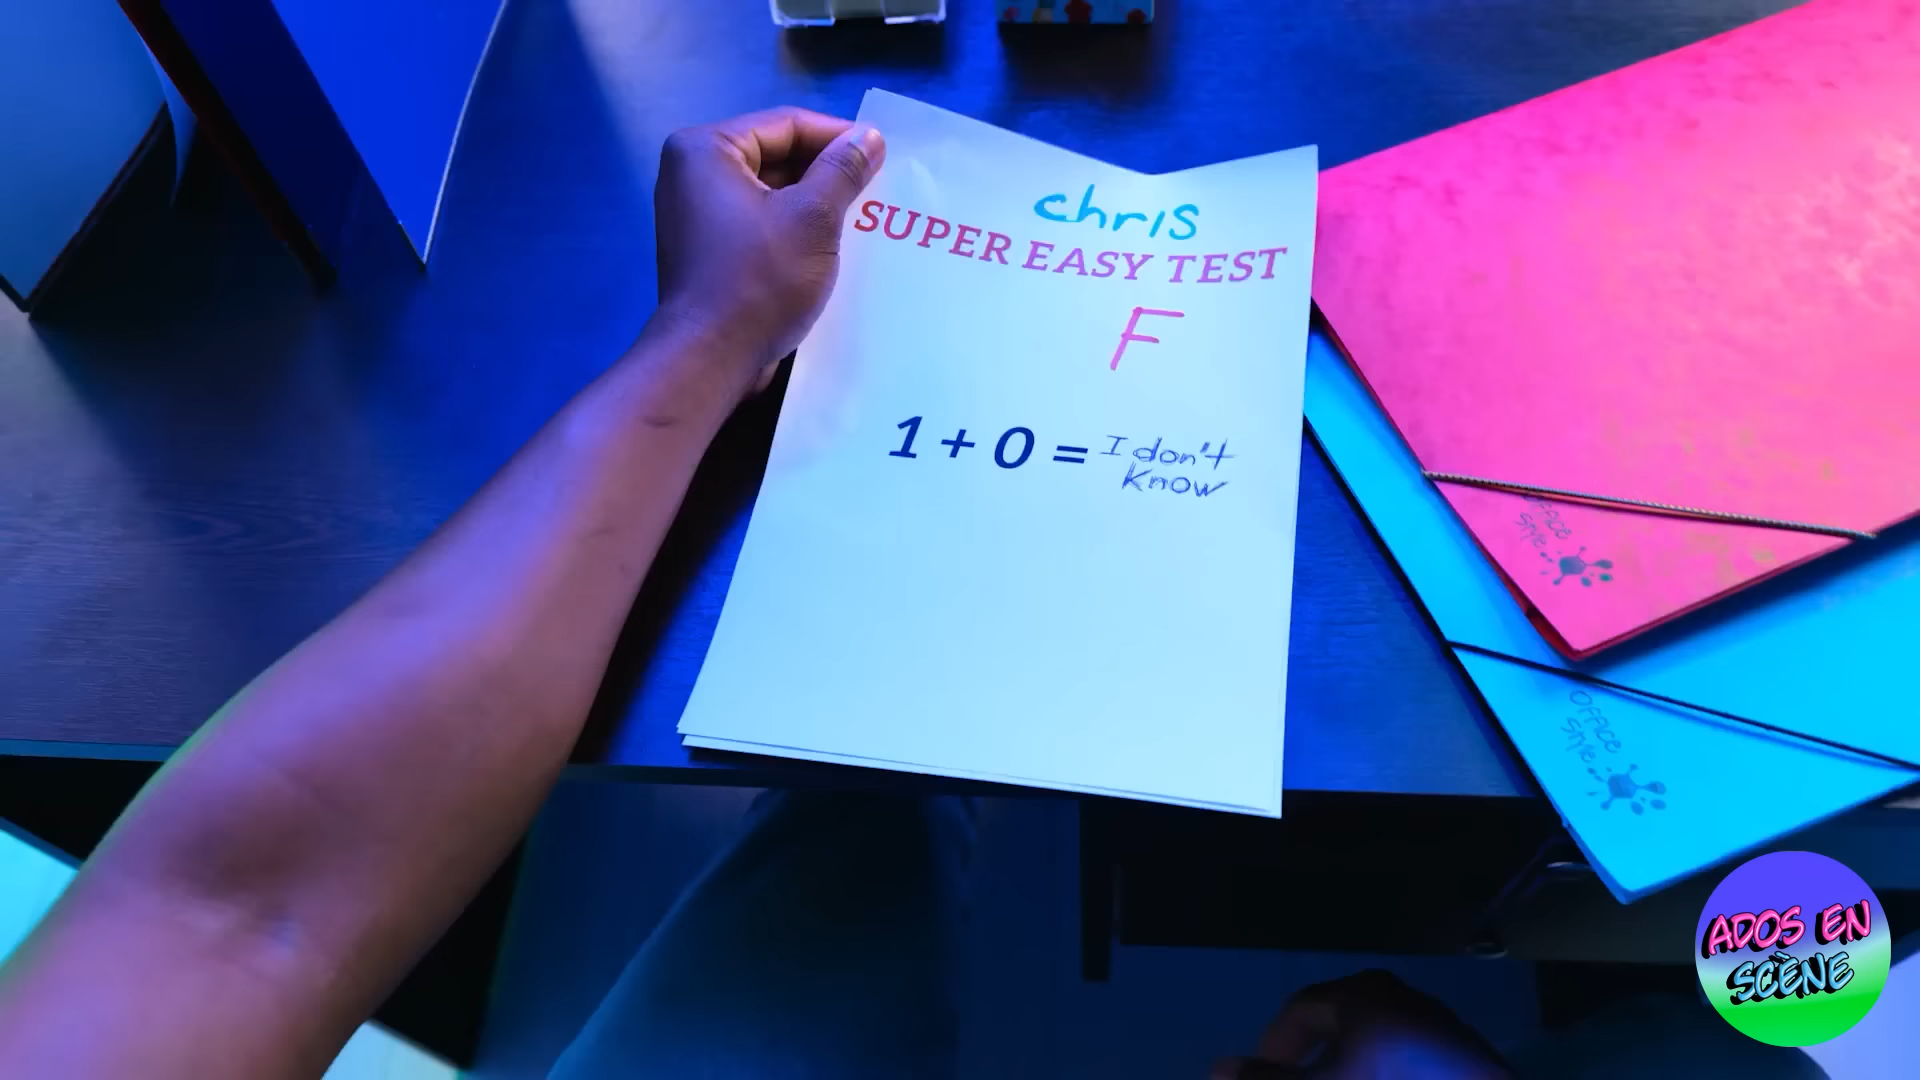 chris
SUPER EASY TEST
F
1 + 0 = I don't
know
OFFICE
Style
OFFICE
Style
ADOS EN
SCÈNE